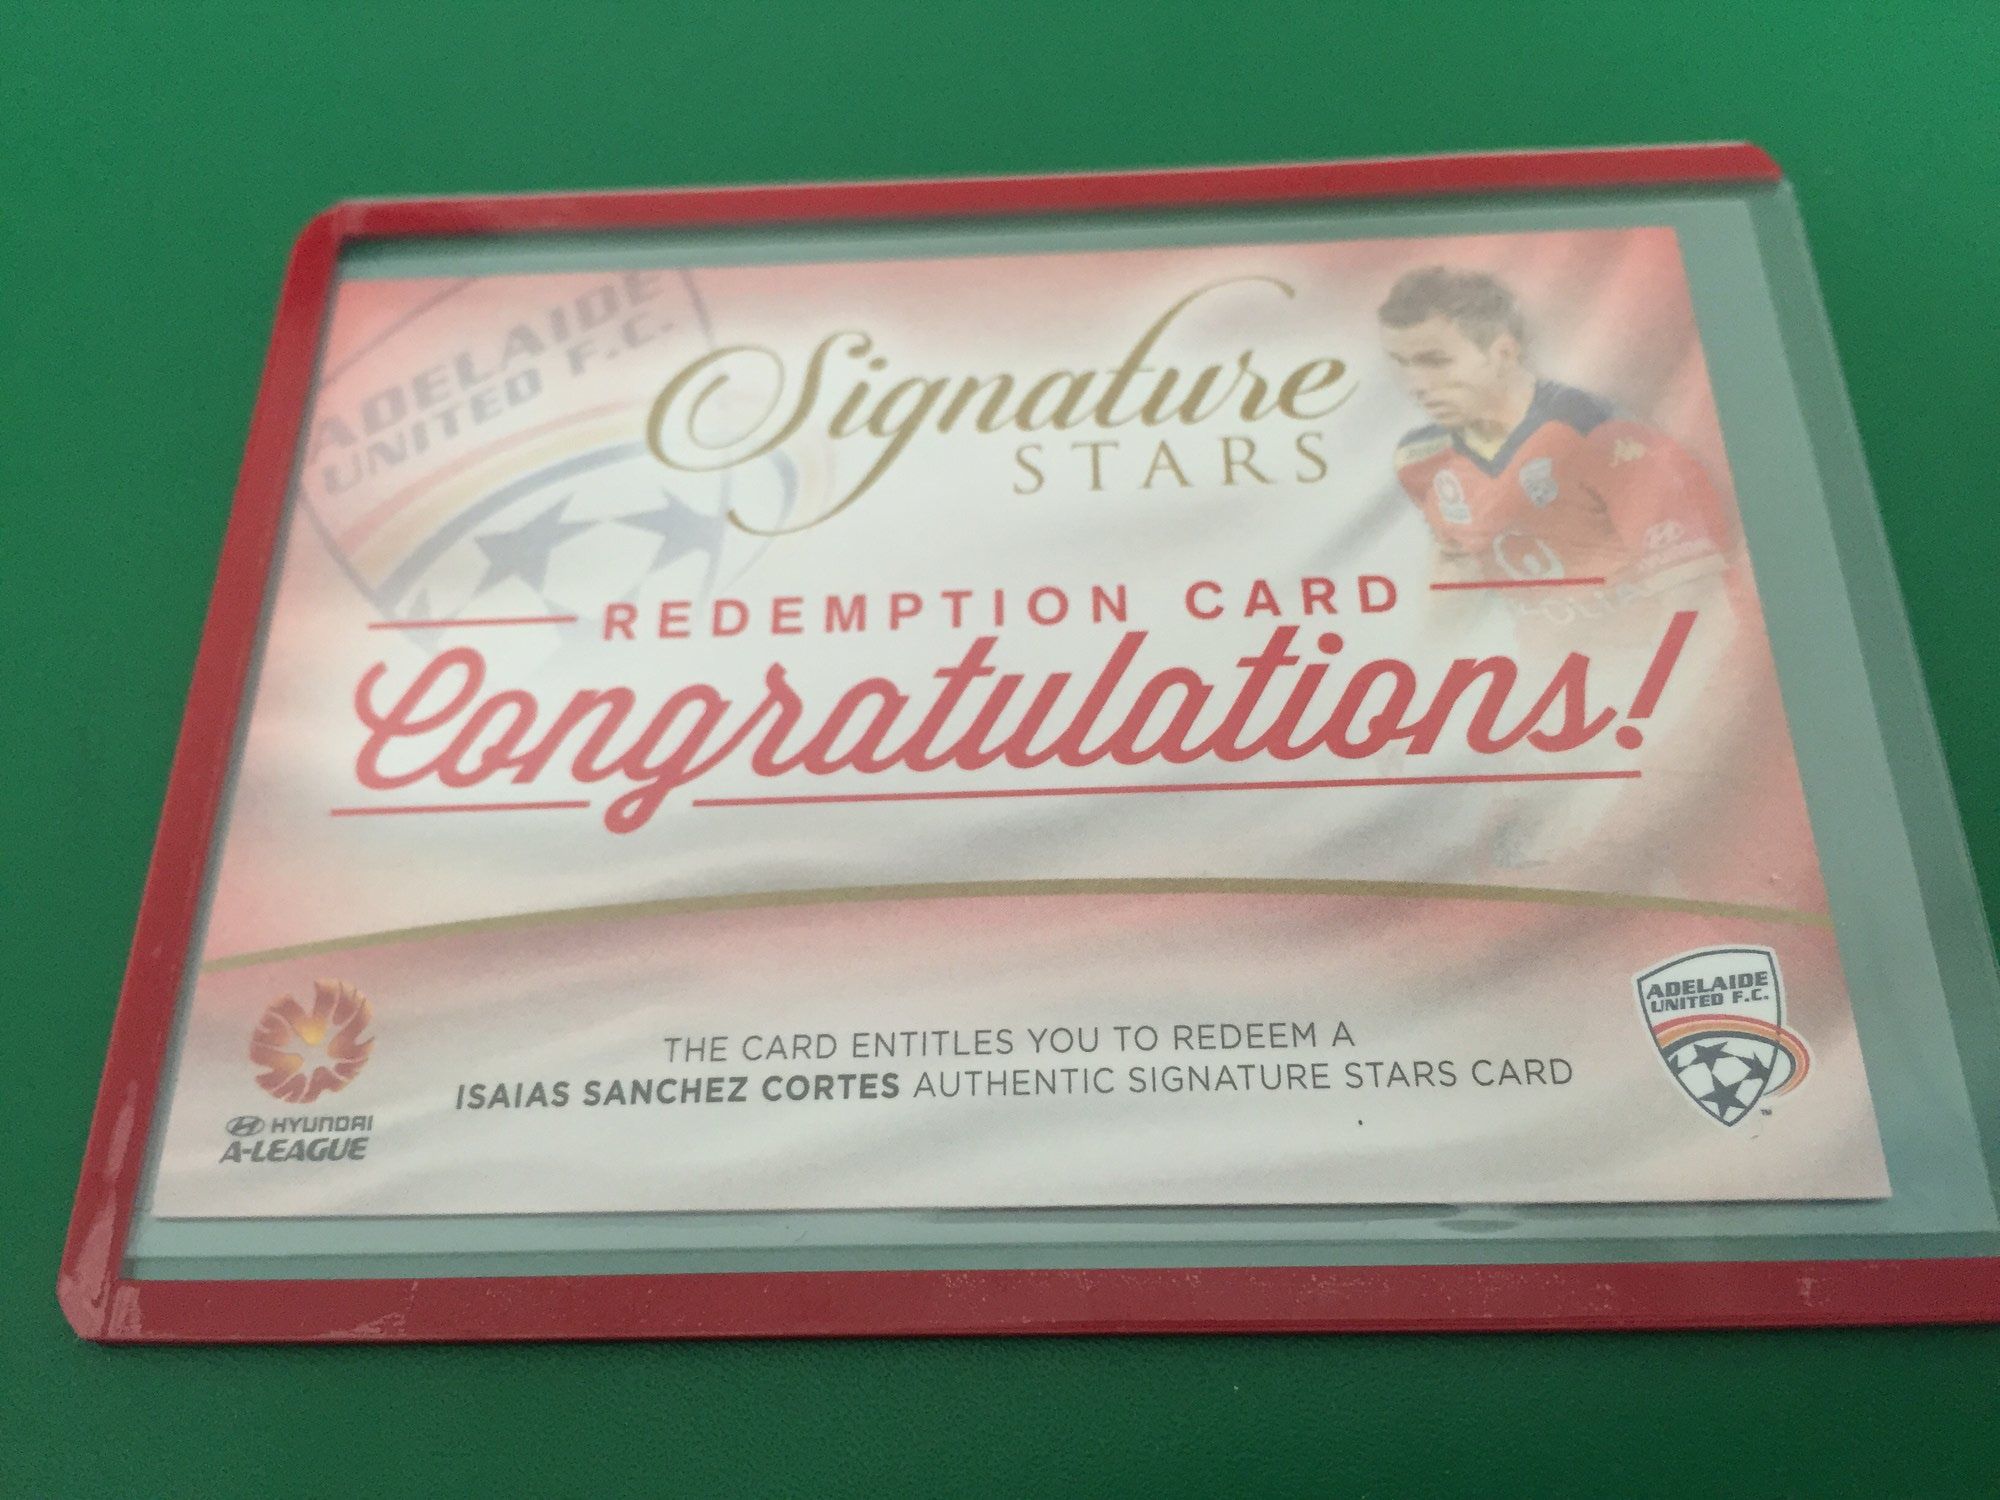 ADELAIDE
UNITED F.C.
Signature
STARS
REDEMPTION CARD
Congratulations!
THE CARD ENTITLES YOU TO REDEEM A
ISAIAS SANCHEZ CORTES AUTHENTIC SIGNATURE STARS CARD
HYUNDAI
A-LEAGUE
ADELAIDE
UNITED F.C.
TM